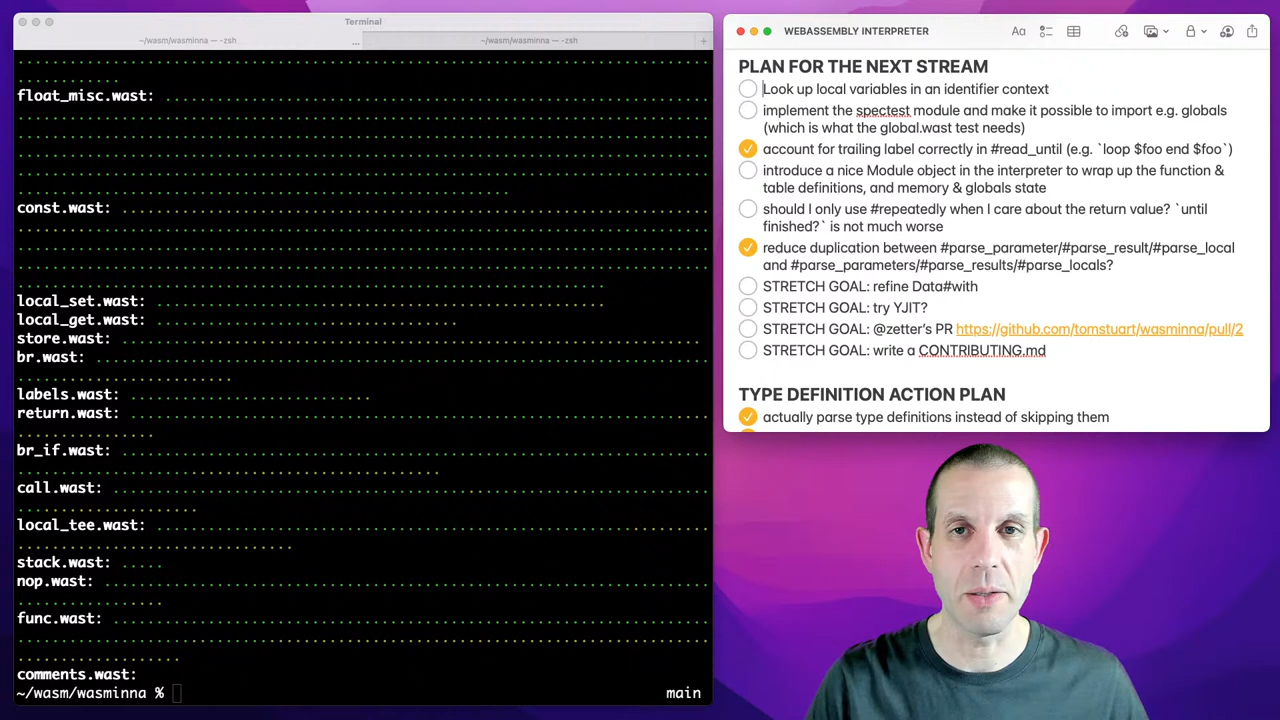 Terminal
~/wasm/wasminna — -zsh
...
~/wasm/wasminna — -zsh
+
float_misc.wast:
const.wast:
local_set.wast:
local_get.wast:
store.wast:
br.wast:
labels.wast:
return.wast:
br_if.wast:
call.wast:
local_tee.wast:
stack.wast:
nop.wast:
func.wast:
comments.wast:
~/wasm/wasminna %
main
WEBASSEMBLY INTERPRETER
Aa
PLAN FOR THE NEXT STREAM
Look up local variables in an identifier context
implement the spectest module and make it possible to import e.g. globals
(which is what the global.wast test needs)
account for trailing label correctly in #read_until (e.g. `loop $foo end $foo`)
introduce a nice Module object in the interpreter to wrap up the function &
table definitions, and memory & globals state
should I only use #repeatedly when I care about the return value? `until
finished?` is not much worse
reduce duplication between #parse_parameter/#parse_result/#parse_local
and #parse_parameters/#parse_results/#parse_locals?
STRETCH GOAL: refine Data#with
STRETCH GOAL: try YJIT?
STRETCH GOAL: @zetter’s PR https://github.com/tomstuart/wasminna/pull/2
STRETCH GOAL: write a CONTRIBUTING.md
TYPE DEFINITION ACTION PLAN
actually parse type definitions instead of skipping them